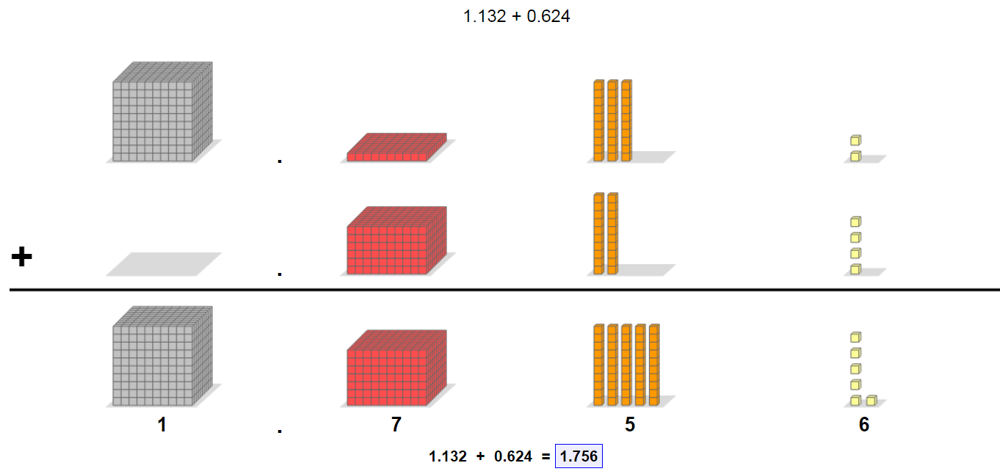 1.132 + 0.624
.
+ .
1 . 7 5 6
1.132 + 0.624 = 1.756